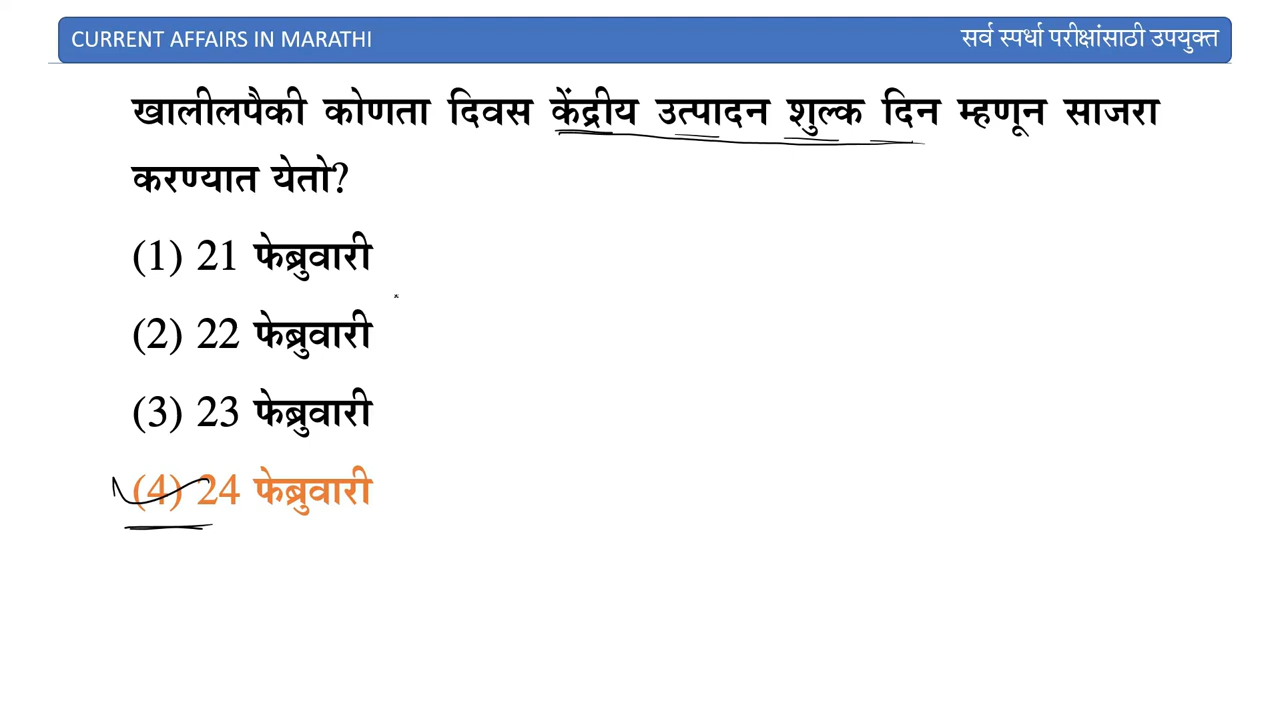 CURRENT AFFAIRS IN MARATHI
सर्व स्पर्धा परीक्षांसाठी उपयुक्त
खालीलपैकी कोणता दिवस केंद्रीय उत्पादन शुल्क दिन म्हणून साजरा
करण्यात येतो?
(1) 21 फेब्रुवारी
(2) 22 फेब्रुवारी
(3) 23 फेब्रुवारी
(4) 24 फेब्रुवारी